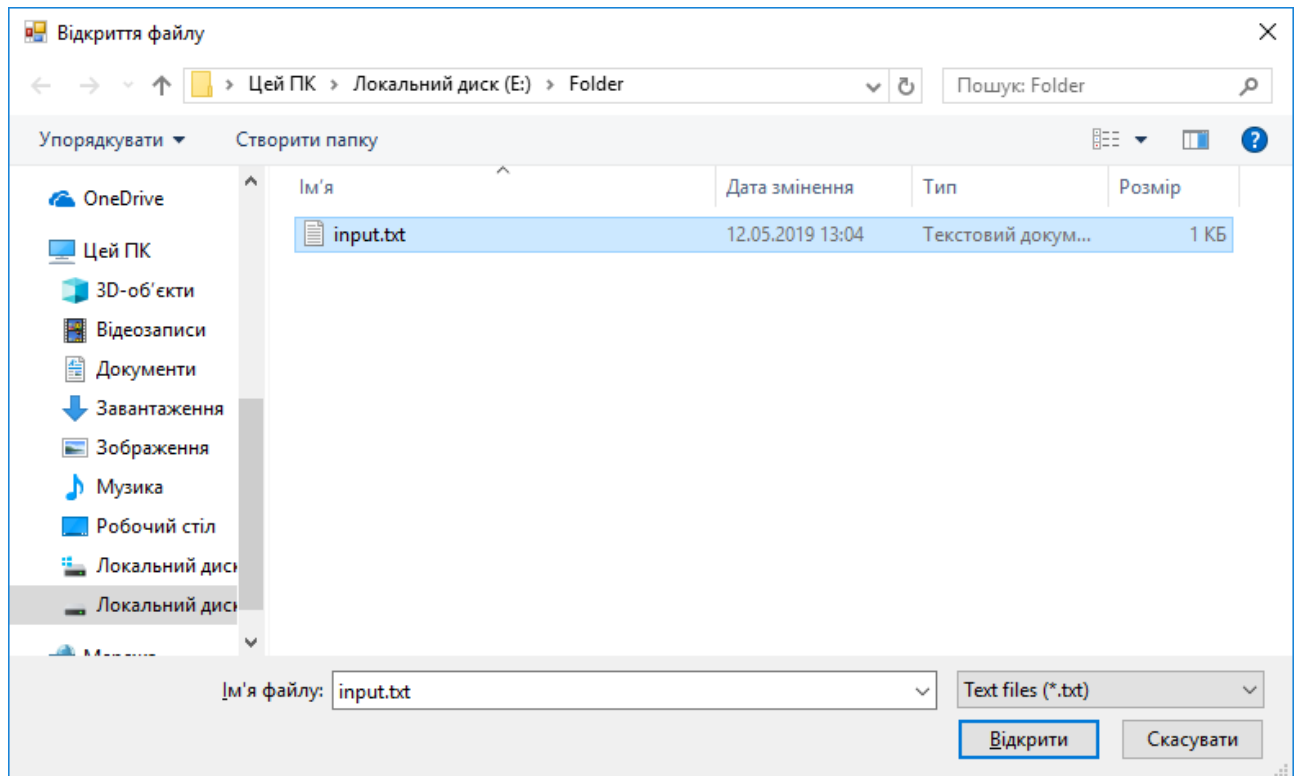 Відкриття файлу
Цей ПК › Локальний диск (E:) › Folder
Пошук: Folder
Упорядкувати
Створити папку
Ім'я
Дата змінення
Тип
Розмір
input.txt
12.05.2019 13:04
Текстовий докум...
1 КБ
OneDrive
Цей ПК
3D-об'єкти
Відеозаписи
Документи
Завантаження
Зображення
Музика
Робочий стіл
Локальний
Локальний
Ім'я файлу:
input.txt
Text files (*.txt)
Відкрити
Скасувати